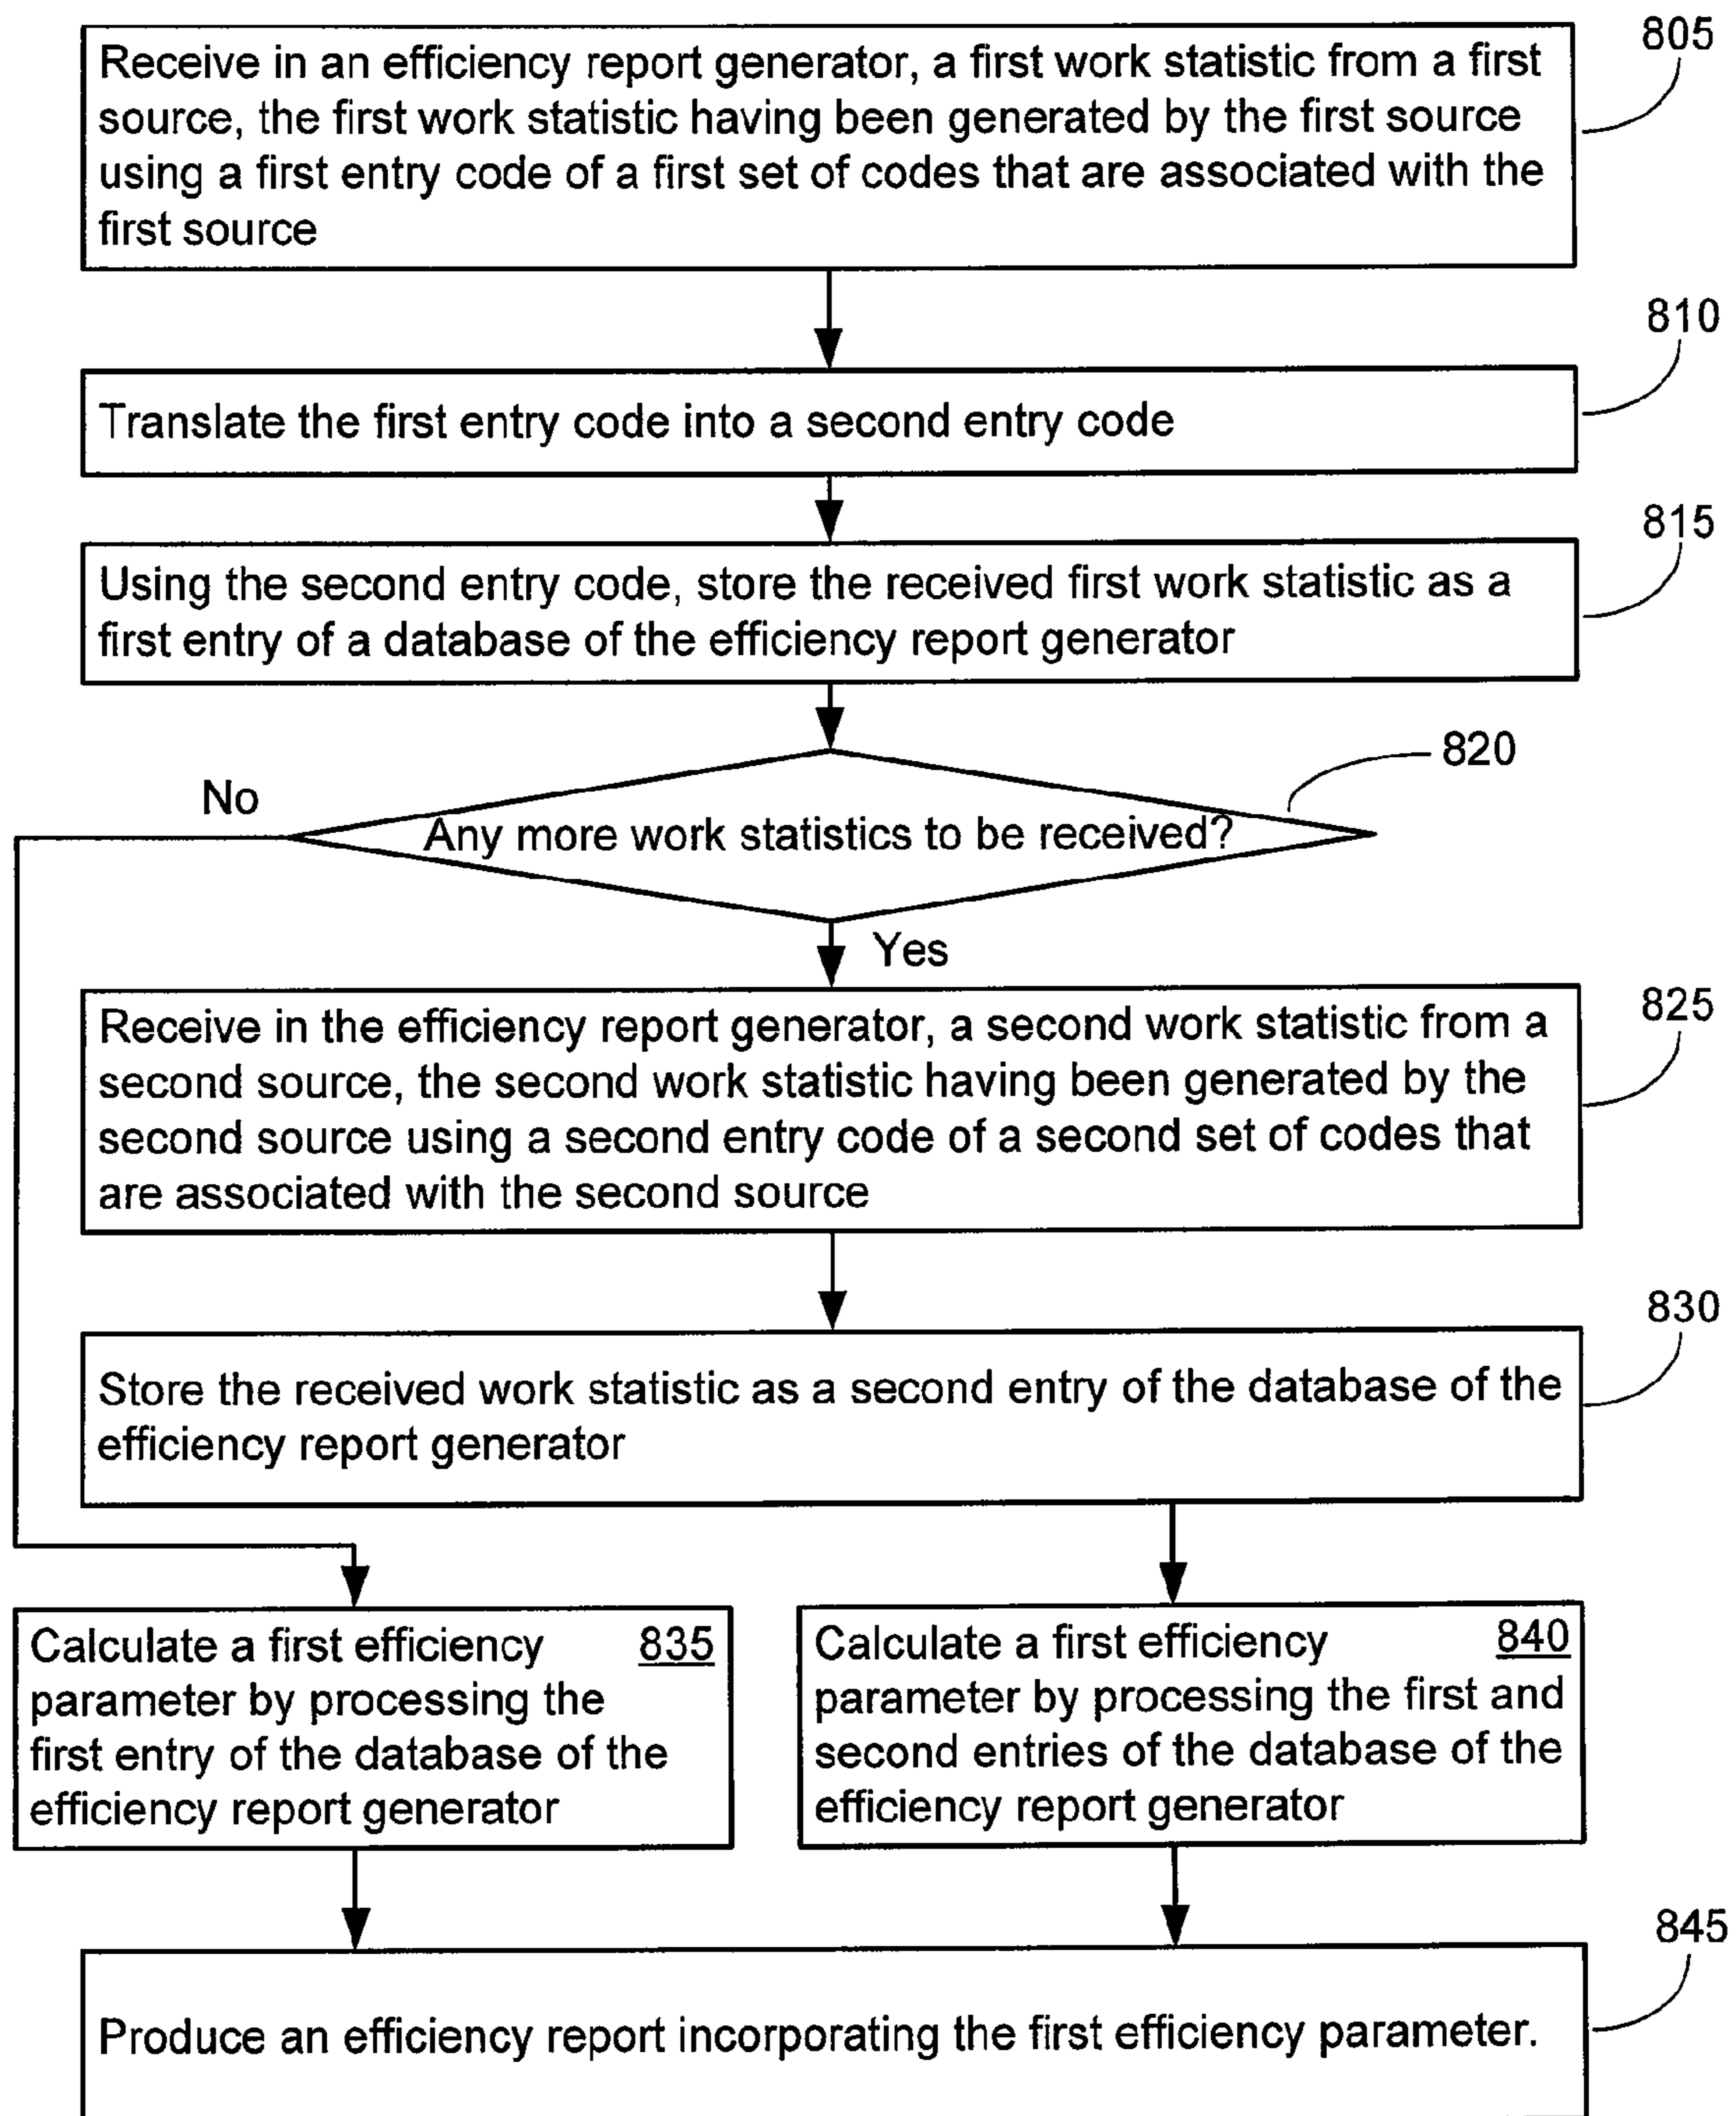 805
Receive in an efficiency report generator, a first work statistic from a first
source, the first work statistic having been generated by the first source
using a first entry code of a first set of codes that are associated with the
first source
810
Translate the first entry code into a second entry code
815
Using the second entry code, store the received first work statistic as a
first entry of a database of the efficiency report generator
820
No
Any more work statistics to be received?
Yes
825
Receive in the efficiency report generator, a second work statistic from a
second source, the second work statistic having been generated by the
second source using a second entry code of a second set of codes that
are associated with the second source
830
Store the received work statistic as a second entry of the database of the
efficiency report generator
Calculate a first efficiency 835
parameter by processing the
first entry of the database of the
efficiency report generator
Calculate a first efficiency 840
parameter by processing the first and
second entries of the database of the
efficiency report generator
845
Produce an efficiency report incorporating the first efficiency parameter.